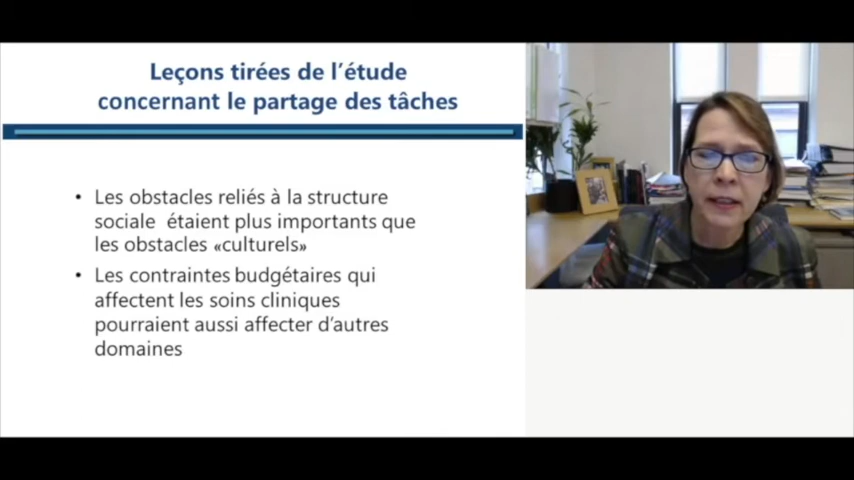 Leçons tirées de l'étude
concernant le partage des tâches
• Les obstacles reliés à la structure
sociale étaient plus importants que
les obstacles «culturels»
• Les contraintes budgétaires qui
affectent les soins cliniques
pourraient aussi affecter d'autres
domaines